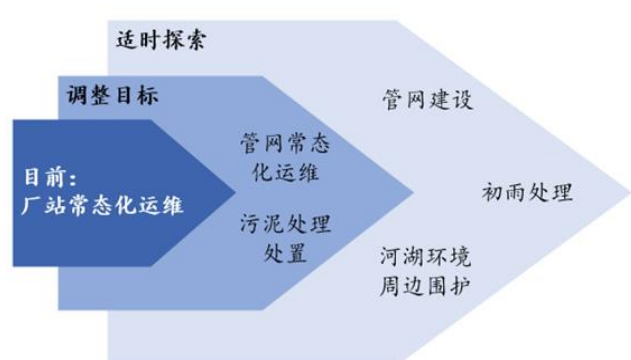 适时探索
调整目标
目前：
厂站常态化运维
管网常态
化运维
污泥处理
处置
管网建设
初雨处理
河湖环境
周边围护